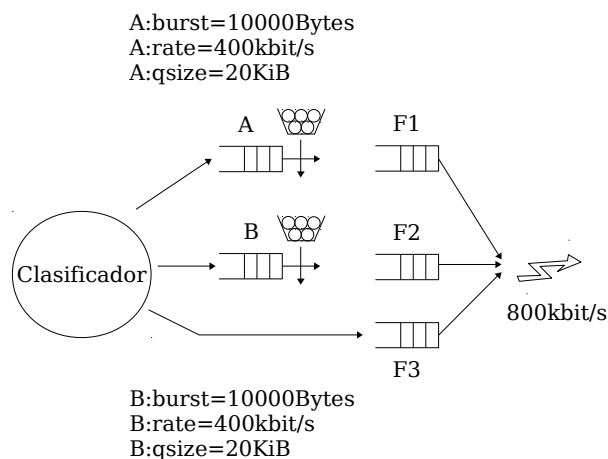 A:burst=10000Bytes
A:rate=400kbit/s
A:qsize=20KiB
A
F1
B
F2
Clasificador
800kbit/s
F3
B:burst=10000Bytes
B:rate=400kbit/s
B:qsize=20KiB